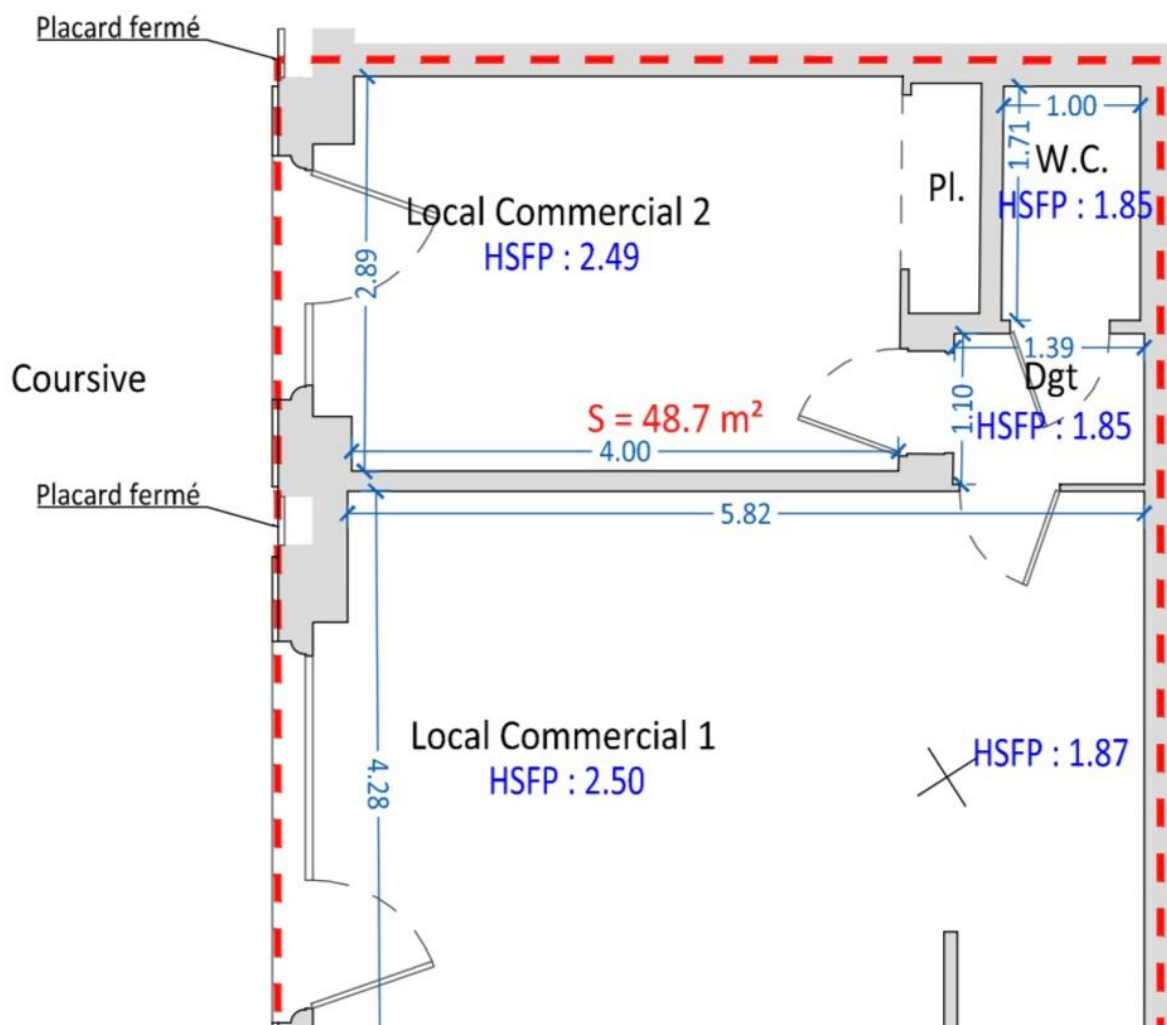 Placard fermé
1.00
1.71
W.C.
HSFP : 1.85
Pl.
Local Commercial 2
HSFP : 2.49
2.89
Coursive
1.39
Dgt
1.10
HSFP : 1.85
S = 48.7 m²
4.00
Placard fermé
5.82
Local Commercial 1
HSFP : 2.50
HSFP : 1.87
4.28